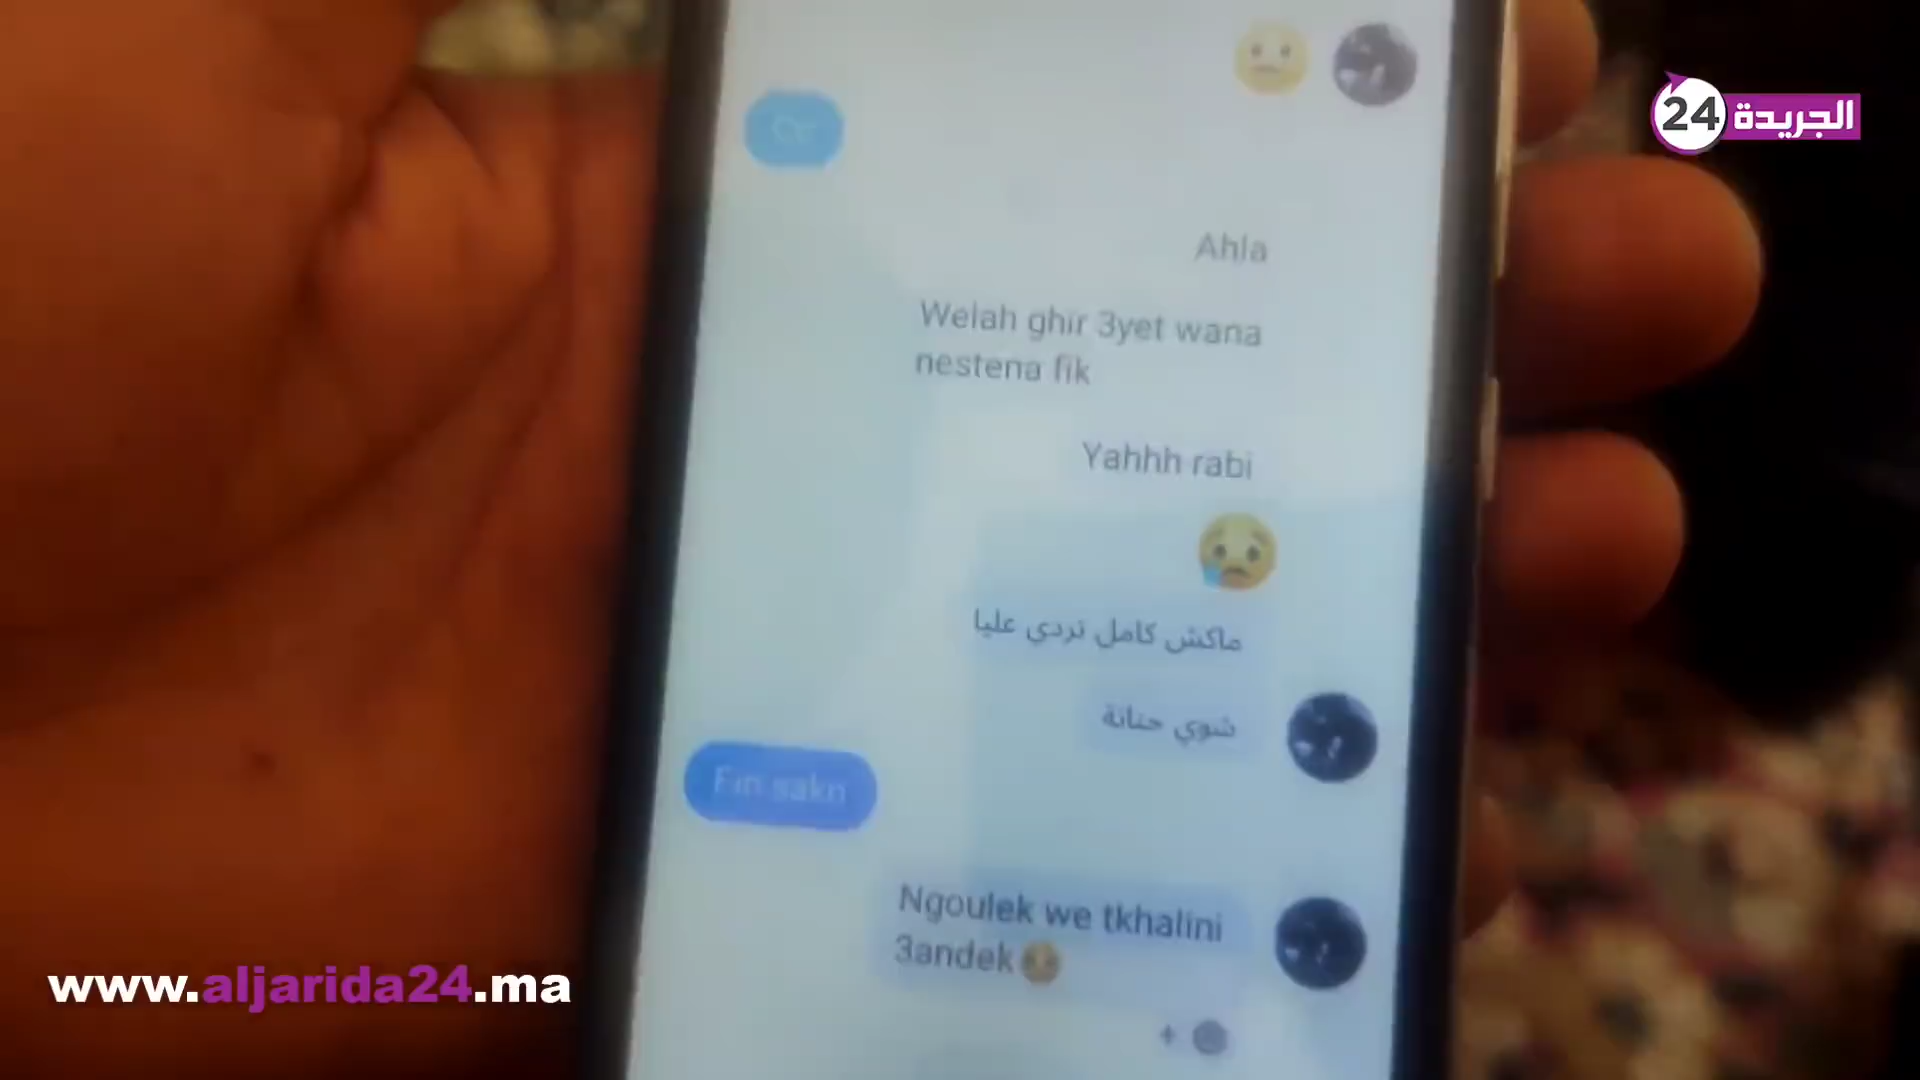 24 الجريدة
Cc
Ahla
Welah ghir 3yet wana
nestena fik
Yahhh rabi
ماكش كامل تردي عليا
شوي حنانة
Fin sakn
Ngoulek we tkhalini
3andek
www.aljarida24.ma